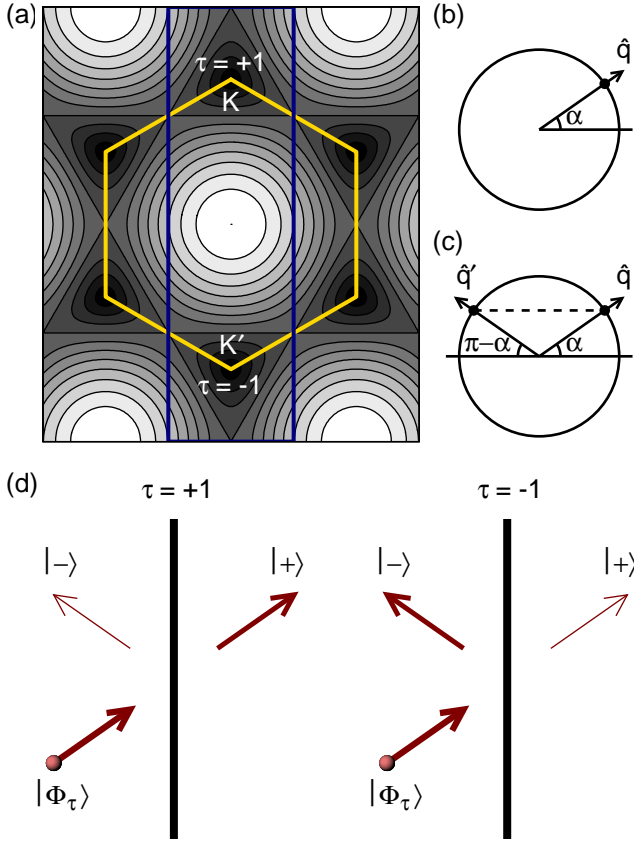 (a)
τ = +1
K
K′
τ = -1
(b)
q̂
α
(c)
q̂′
q̂
π−α
α
(d)
τ = +1
τ = -1
|−⟩
|+⟩
|−⟩
|+⟩
|Φτ⟩
|Φτ⟩